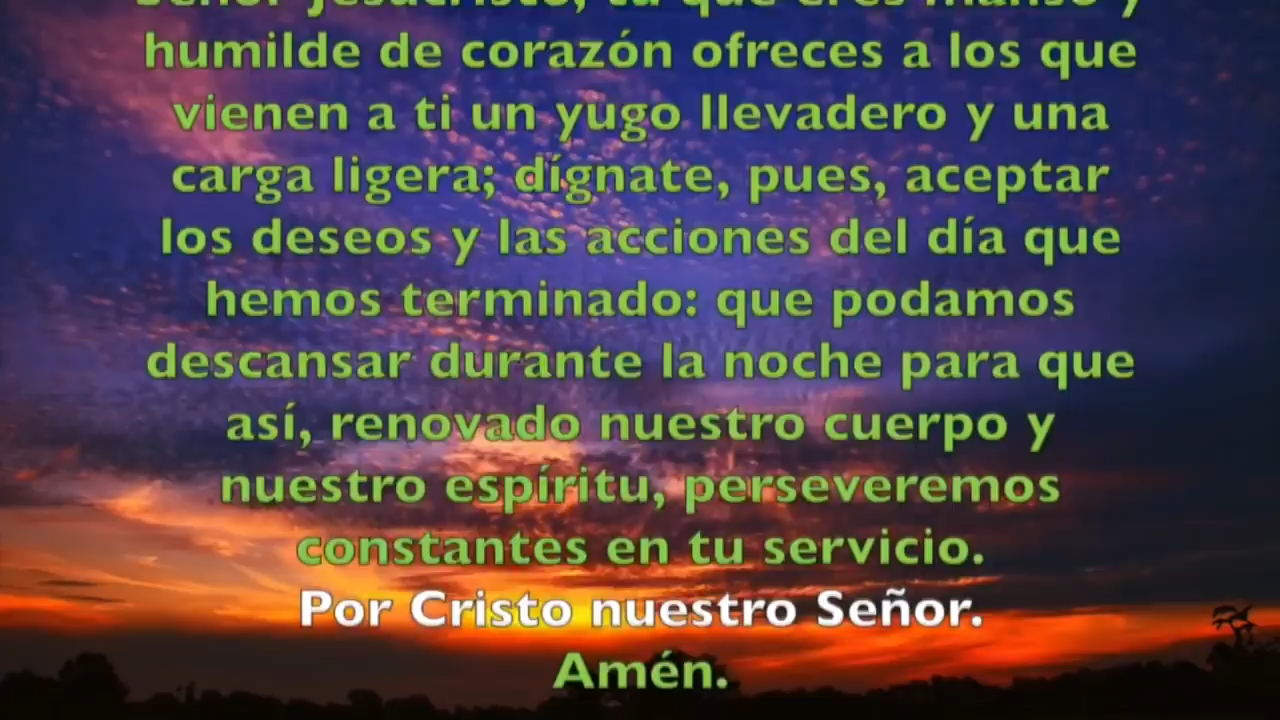 Señor Jesucristo, tú que eres manso y
humilde de corazón ofreces a los que
vienen a ti un yugo llevadero y una
carga ligera; dígnate, pues, aceptar
los deseos y las acciones del día que
hemos terminado: que podamos
descansar durante la noche para que
así, renovado nuestro cuerpo y
nuestro espíritu, perseveremos
constantes en tu servicio.
Por Cristo nuestro Señor.
Amén.